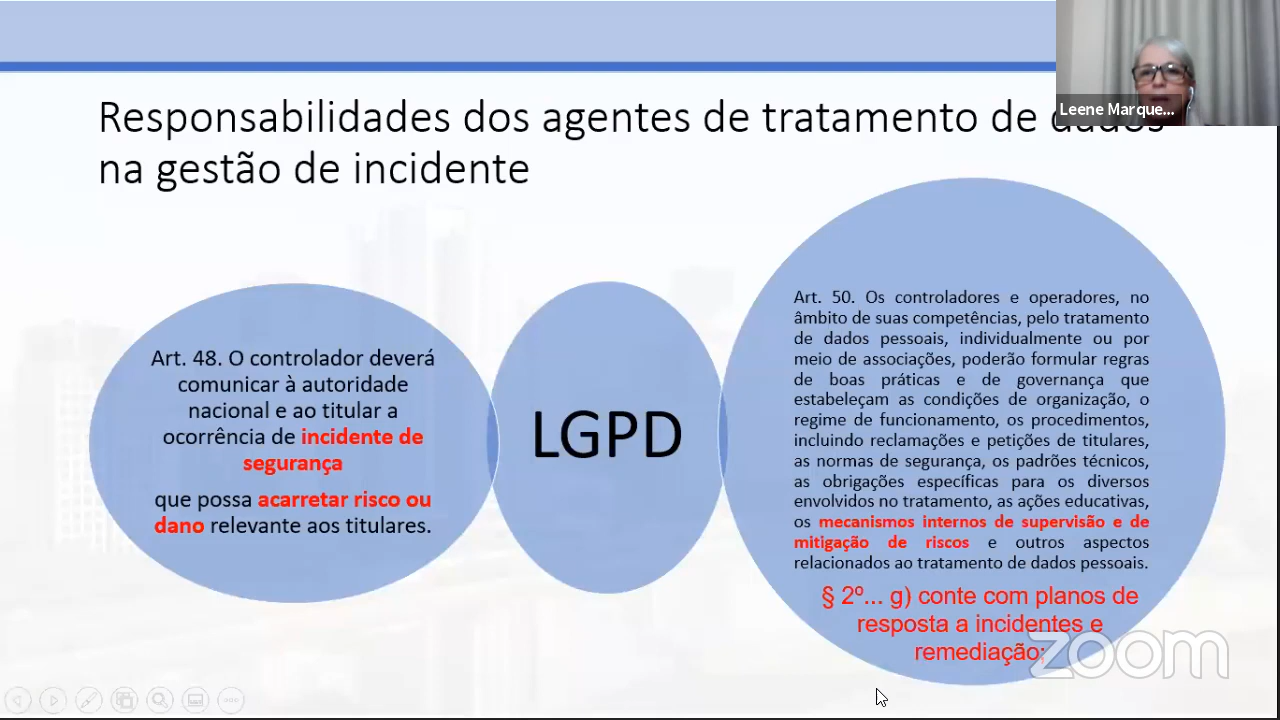 Leene Marque...
Responsabilidades dos agentes de tratamento de dados
na gestão de incidente
Art. 48. O controlador deverá
comunicar à autoridade
nacional e ao titular a
ocorrência de incidente de
segurança
que possa acarretar risco ou
dano relevante aos titulares.
LGPD
Art. 50. Os controladores e operadores, no
âmbito de suas competências, pelo tratamento
de dados pessoais, individualmente ou por
meio de associações, poderão formular regras
de boas práticas e de governança que
estabeleçam as condições de organização, o
regime de funcionamento, os procedimentos,
incluindo reclamações e petições de titulares,
as normas de segurança, os padrões técnicos,
as obrigações específicas para os diversos
envolvidos no tratamento, as ações educativas,
os mecanismos internos de supervisão e de
mitigação de riscos e outros aspectos
relacionados ao tratamento de dados pessoais.
§ 2º... g) conte com planos de
resposta a incidentes e
remediação;
zoom